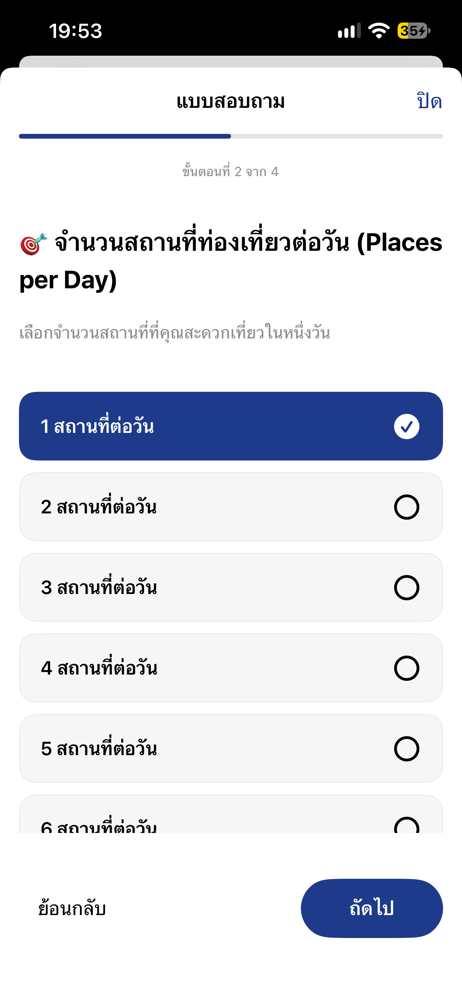 19:53
35
แบบสอบถาม
ปิด
ขั้นตอนที่ 2 จาก 4
🎯 จำนวนสถานที่ท่องเที่ยวต่อวัน (Places
per Day)
เลือกจำนวนสถานที่ที่คุณสะดวกเที่ยวในหนึ่งวัน
1 สถานที่ต่อวัน
2 สถานที่ต่อวัน
3 สถานที่ต่อวัน
4 สถานที่ต่อวัน
5 สถานที่ต่อวัน
6 สถานที่ต่อวัน
ย้อนกลับ
ถัดไป